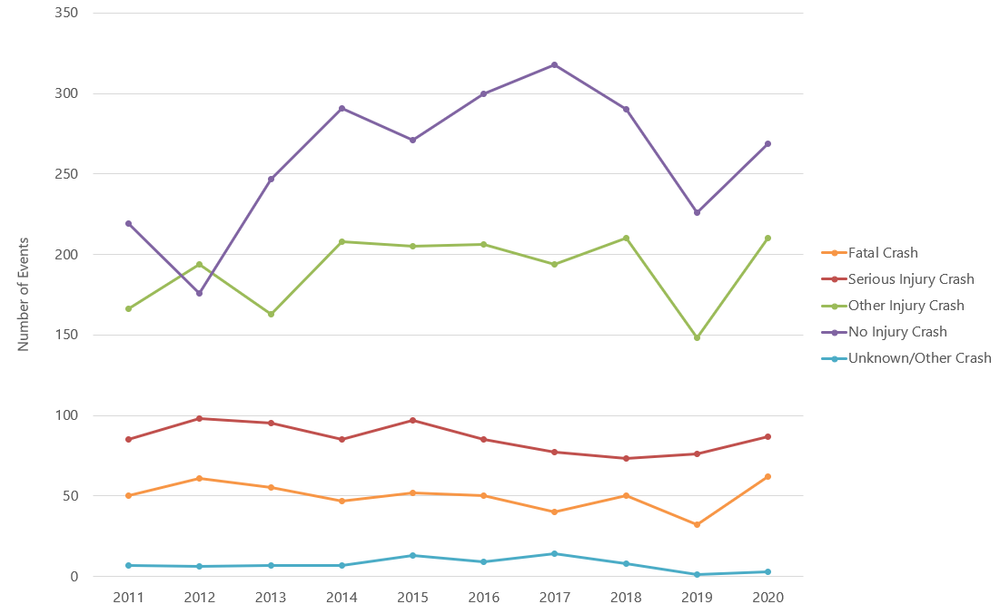 350
300
250
200
150
100
50
0
Number of Events
2011 2012 2013 2014 2015 2016 2017 2018 2019 2020
Fatal Crash
Serious Injury Crash
Other Injury Crash
No Injury Crash
Unknown/Other Crash